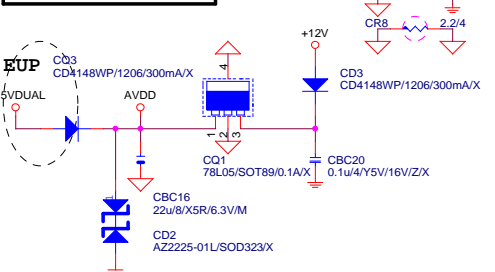 CR8 2.2/4
+12V
EUP CQ3
CD4148WP/1206/300mA/X
5VDUAL AVDD
4
CD3
CD4148WP/1206/300mA/X
1 2 3
CQ1
78L05/SOT89/0.1A/X
CBC20
0.1u/4/Y5V/16V/Z/X
1
CBC16
22u/8/X5R/6.3V/M
CD2
AZ2225-01L/SOD323/X